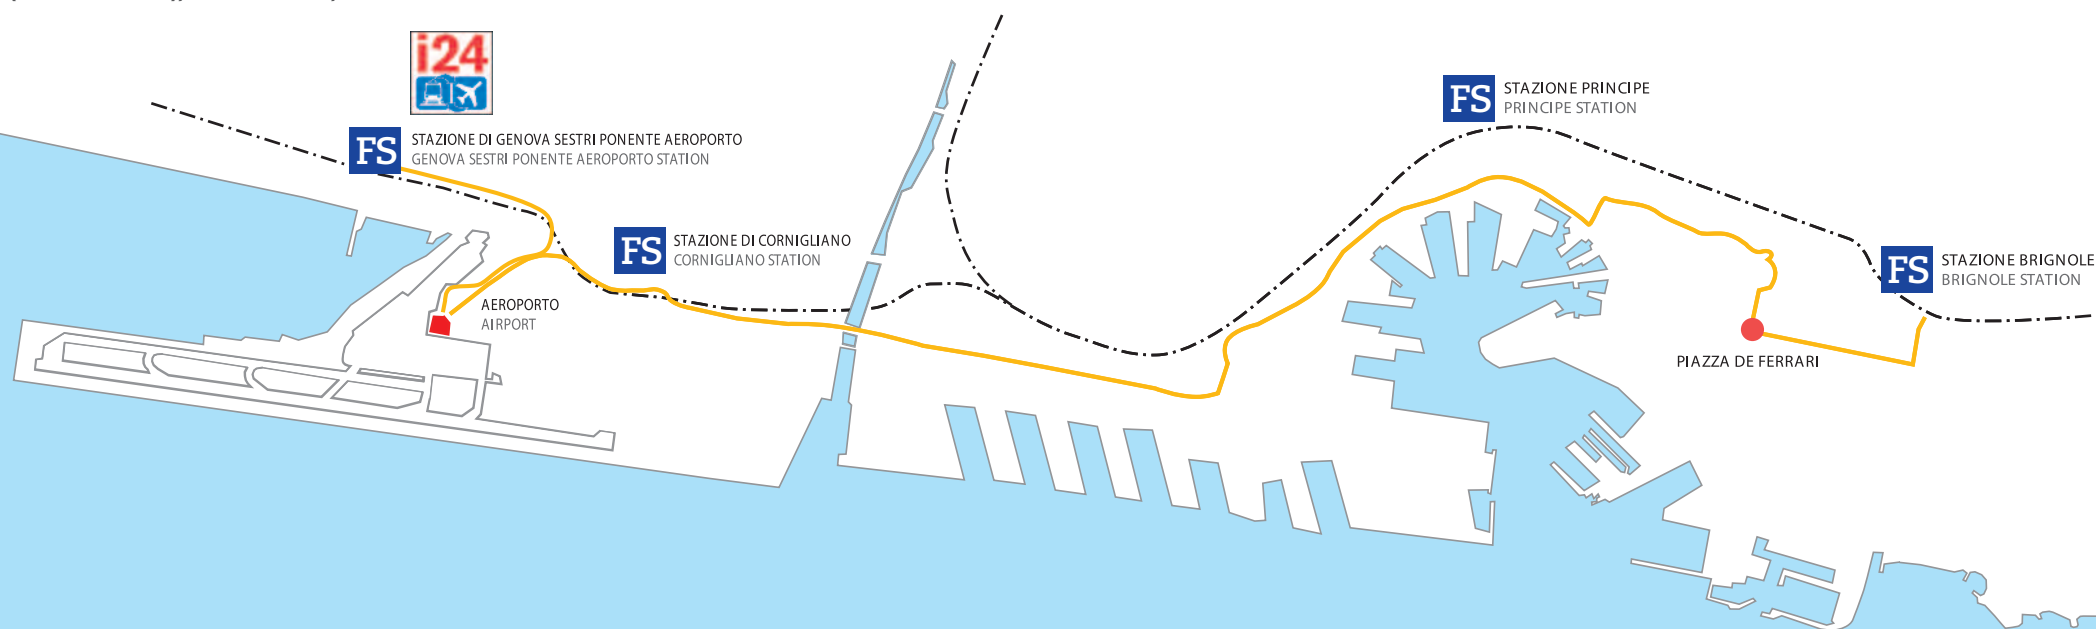 i24
FS
STAZIONE DI GENOVA SESTRI PONENTE AEROPORTO
GENOVA SESTRI PONENTE AEROPORTO STATION
FS
STAZIONE DI CORNIGLIANO
CORNIGLIANO STATION
AEROPORTO
AIRPORT
FS
STAZIONE PRINCIPE
PRINCIPE STATION
FS
STAZIONE BRIGNOLE
BRIGNOLE STATION
PIAZZA DE FERRARI